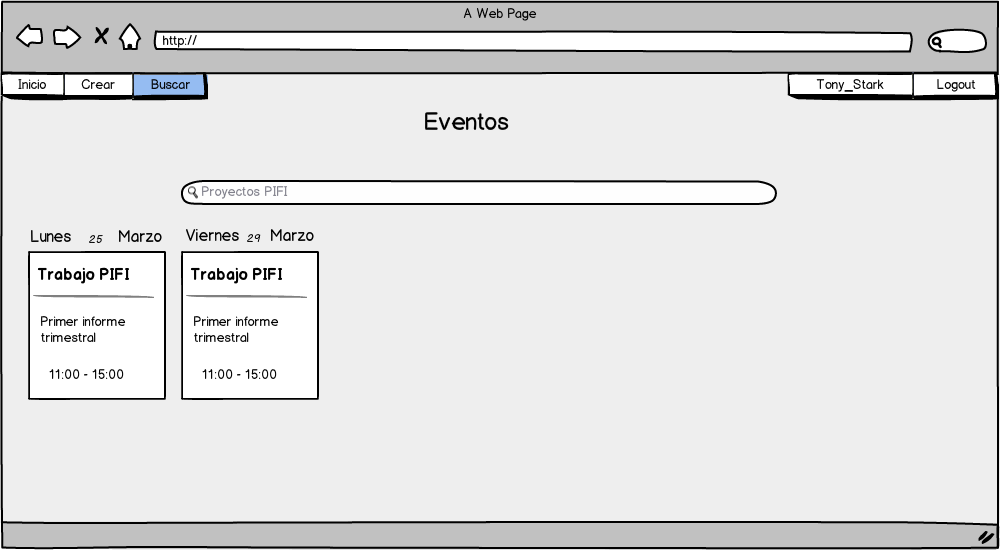 A Web Page
http://
Inicio Crear Buscar Tony_Stark Logout
Eventos
Proyectos PIFI
Lunes 25 Marzo Viernes 29 Marzo
Trabajo PIFI
Primer informe
trimestral
11:00 - 15:00
Trabajo PIFI
Primer informe
trimestral
11:00 - 15:00